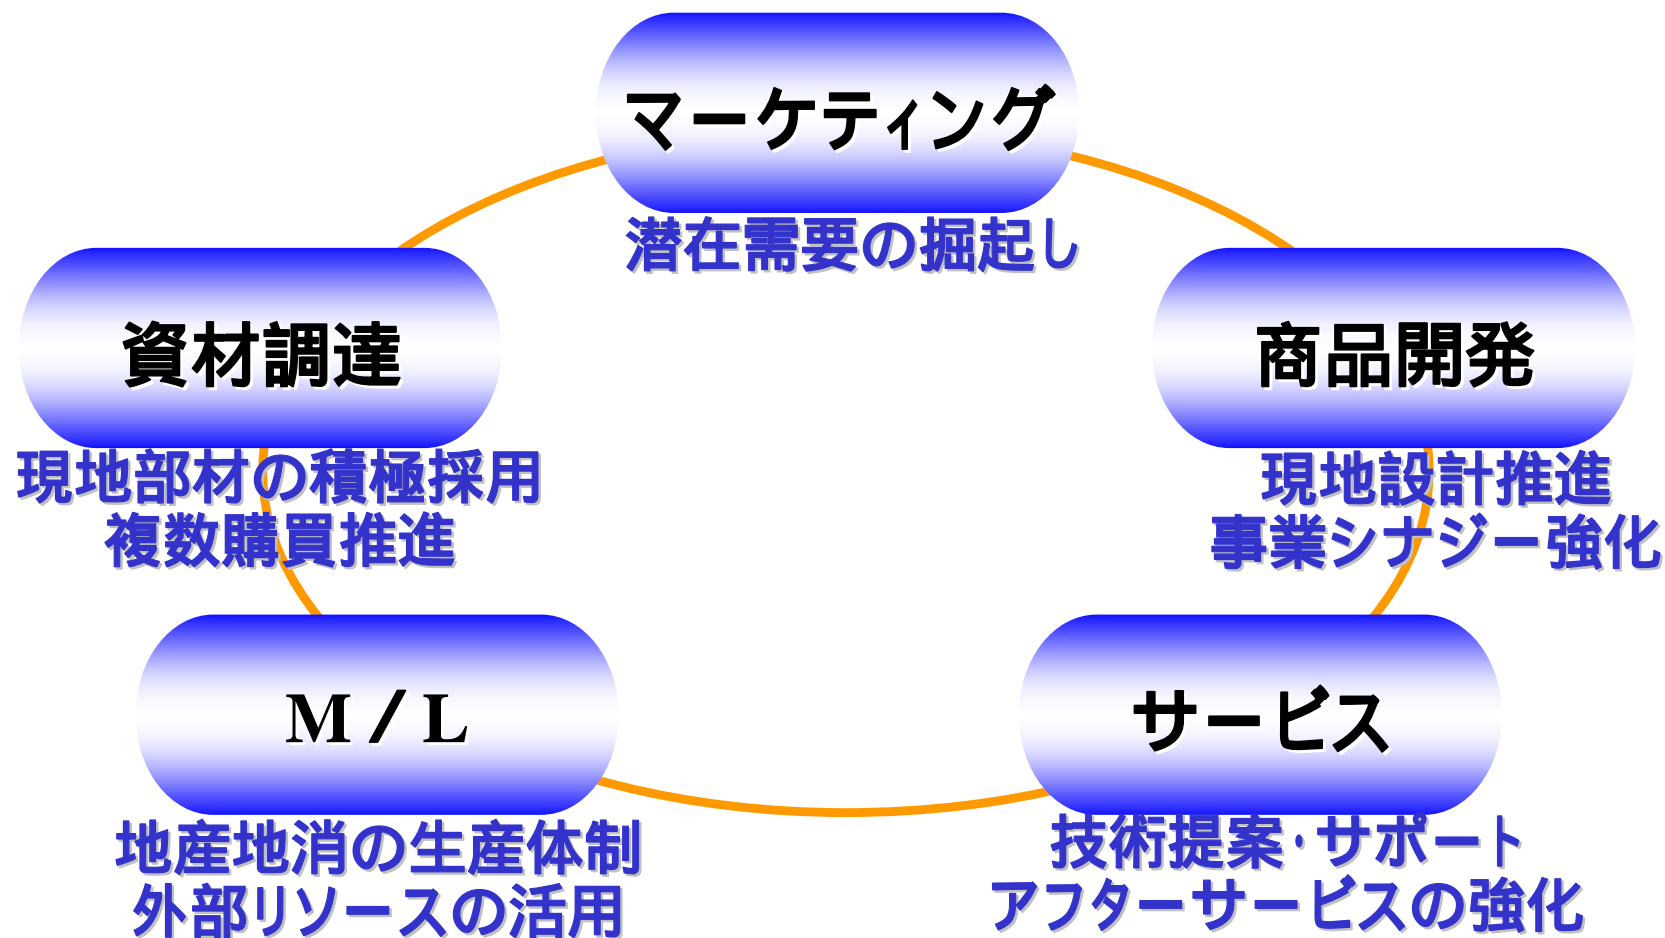 マーケティング
潜在需要の掘起し
資材調達
現地部材の積極採用
複数購買推進
商品開発
現地設計推進
事業シナジー強化
M／L
地産地消の生産体制
外部リソースの活用
サービス
技術提案・サポート
アフターサービスの強化